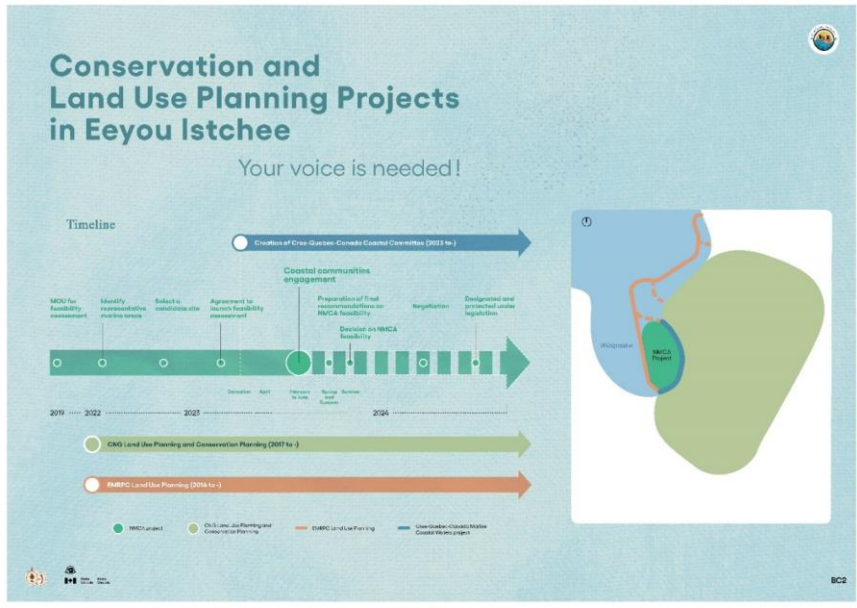 Conservation and
Land Use Planning Projects
in Eeyou Istchee
Your voice is needed!
Timeline
Creation of Cree-Quebec-Canada Coastal Committee (2023 to -)
Coastal communities
engagement
MOU for
feasibility
assessment
Identify
representative
marine areas
Select a
candidate site
Agreement to
launch feasibility
assessment
Preparation of final
recommendations on
NMCA feasibility
Decision on NMCA
feasibility
Negotiation
Designated and
protected under
legislation
April
February
to June
Spring
and
Summer
Summer
2019
2022
2023
2024
CNG Land Use Planning and Conservation Planning (2017 to -)
EMRPC Land Use Planning (2016 to -)
NMCA project
CNG Land Use Planning and
Conservation Planning
EMRPC Land Use Planning
Cree-Quebec-Canada Marine
Coastal Waters project
NMCA
Project
BC2